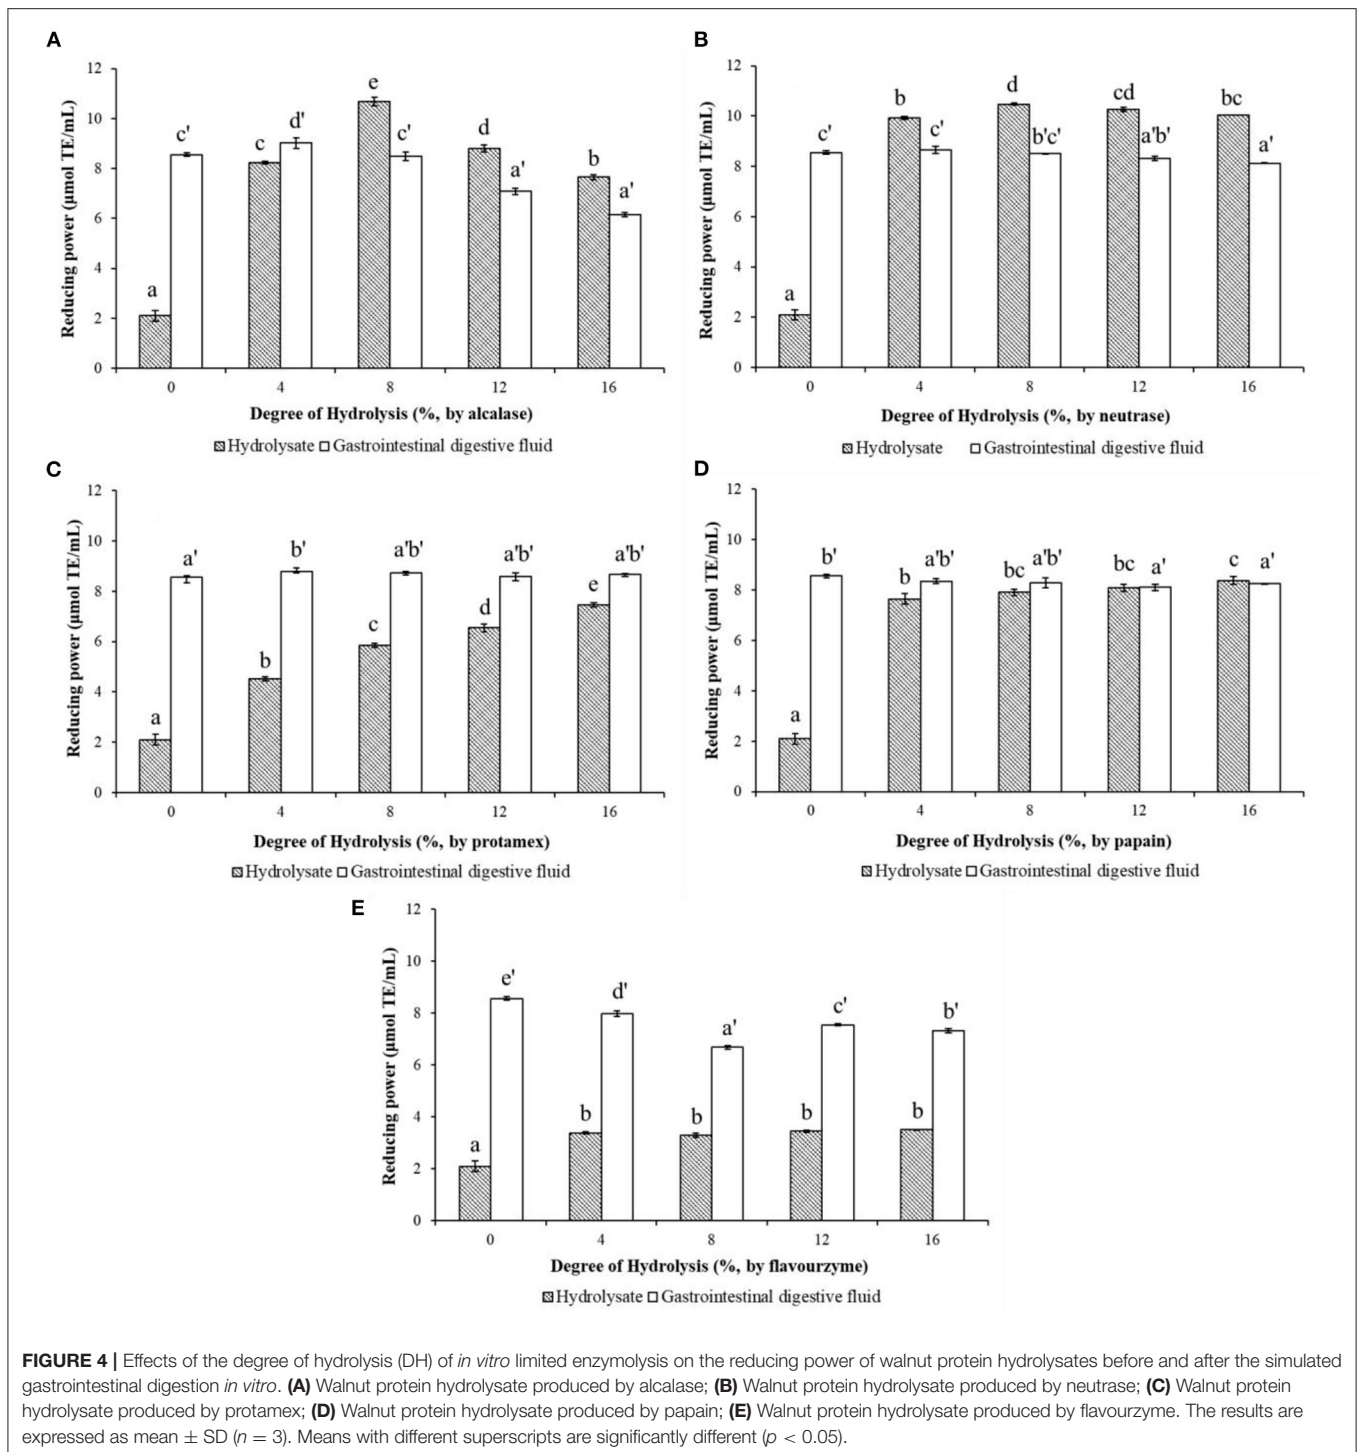 A
12
10
8
6
4
2
0
Reducing power (µmol TE/mL)
a c' c d' e c' d a' b a'
0 4 8 12 16
Degree of Hydrolysis (%, by alcalase)
Hydrolysate Gastrointestinal digestive fluid
B
12
10
8
6
4
2
0
Reducing power (µmol TE/mL)
a c' b c' d b'c' cd a'b' bc a'
0 4 8 12 16
Degree of Hydrolysis (%, by neutrase)
Hydrolysate Gastrointestinal digestive fluid
C
12
10
8
6
4
2
0
Reducing power (µmol TE/mL)
a a' b b' c a'b' d a'b' e a'b'
0 4 8 12 16
Degree of Hydrolysis (%, by protamex)
Hydrolysate Gastrointestinal digestive fluid
D
12
10
8
6
4
2
0
Reducing power (µmol TE/mL)
a b' b a'b' bc a'b' bc a' c a'
0 4 8 12 16
Degree of Hydrolysis (%, by papain)
Hydrolysate Gastrointestinal digestive fluid
E
12
10
8
6
4
2
0
Reducing power (µmol TE/mL)
a e' b d' b a' b c' b b'
0 4 8 12 16
Degree of Hydrolysis (%, by flavourzyme)
Hydrolysate Gastrointestinal digestive fluid
FIGURE 4 | Effects of the degree of hydrolysis (DH) of in vitro limited enzymolysis on the reducing power of walnut protein hydrolysates before and after the simulated
gastrointestinal digestion in vitro. (A) Walnut protein hydrolysate produced by alcalase; (B) Walnut protein hydrolysate produced by neutrase; (C) Walnut protein
hydrolysate produced by protamex; (D) Walnut protein hydrolysate produced by papain; (E) Walnut protein hydrolysate produced by flavourzyme. The results are
expressed as mean ± SD (n = 3). Means with different superscripts are significantly different (p < 0.05).